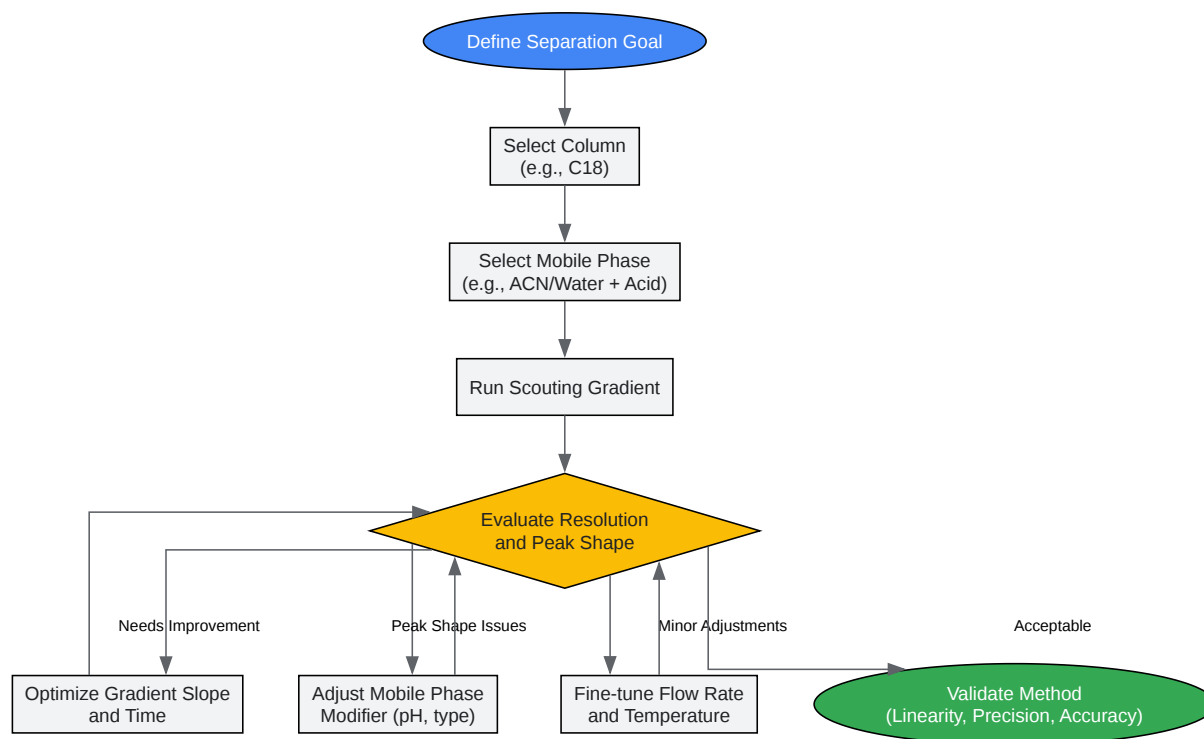 Define Separation Goal
Select Column
(e.g., C18)
Select Mobile Phase
(e.g., ACN/Water + Acid)
Run Scouting Gradient
Evaluate Resolution
and Peak Shape
Needs Improvement
Peak Shape Issues
Minor Adjustments
Acceptable
Optimize Gradient Slope
and Time
Adjust Mobile Phase
Modifier (pH, type)
Fine-tune Flow Rate
and Temperature
Validate Method
(Linearity, Precision, Accuracy)